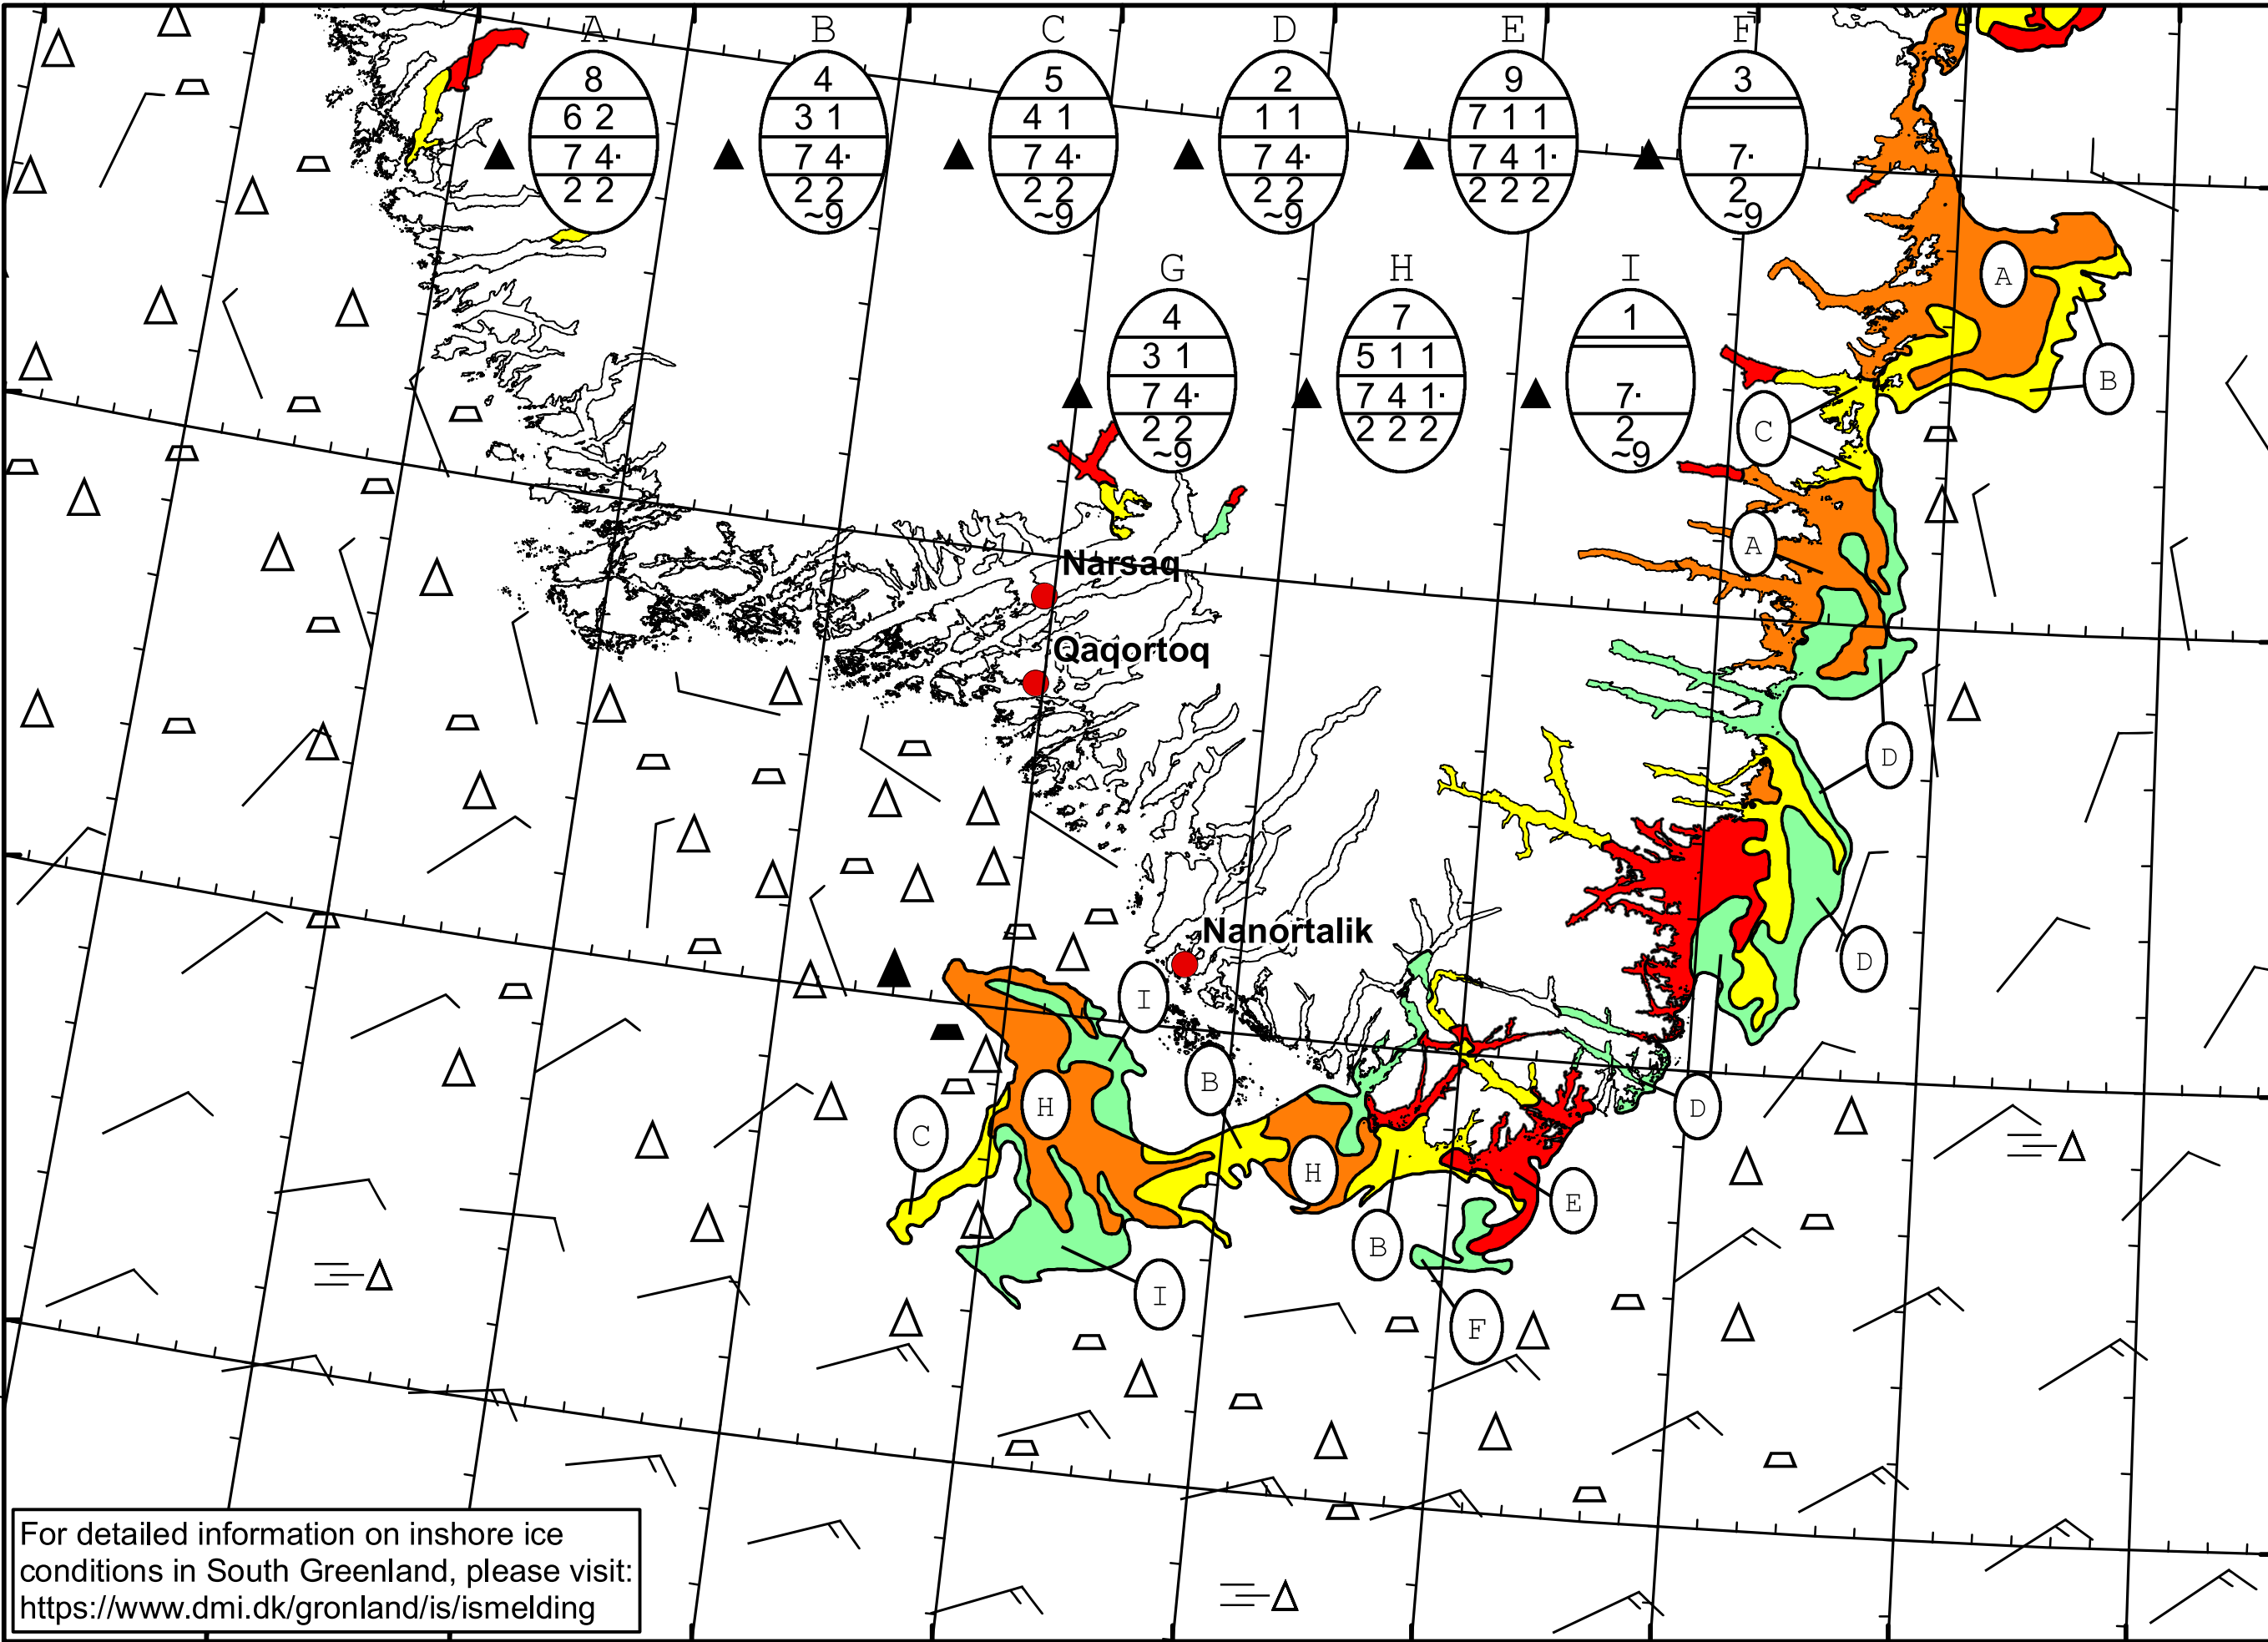 A B C D E F
8 4 5 2 9 3
6 2 3 1 4 1 1 1 7 1 1
7 4· 7 4· 7 4· 7 4· 7 4 1· 7·
2 2 2 2 2 2 2 2 2 2 2 2
~9 ~9 ~9 ~9
G H I
4 7 1
3 1 5 1 1
7 4· 7 4 1· 7·
2 2 2 2 2 2
~9 ~9
A
B
C
A
Narsaq
Qaqortoq
D
Nanortalik
D
I
B
H
C
D
H
E
B
I
F
For detailed information on inshore ice
conditions in South Greenland, please visit:
https://www.dmi.dk/gronland/is/ismelding